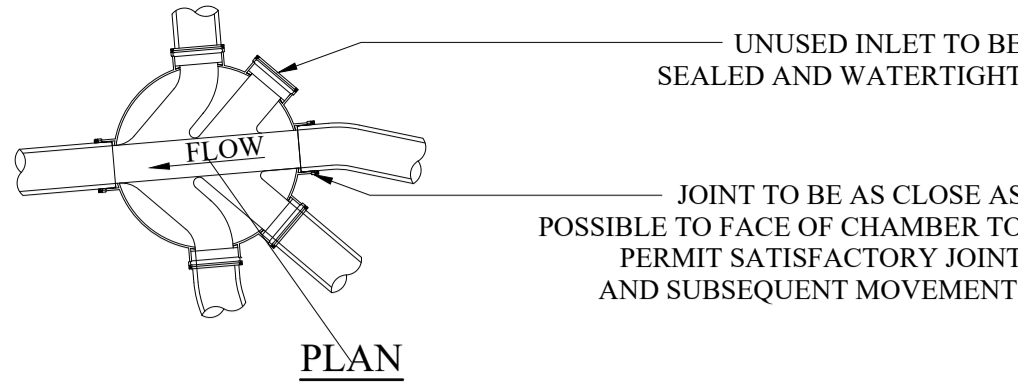 UNUSED INLET TO BE
SEALED AND WATERTIGHT
FLOW
JOINT TO BE AS CLOSE AS
POSSIBLE TO FACE OF CHAMBER TO
PERMIT SATISFACTORY JOINT
AND SUBSEQUENT MOVEMENT
PLAN